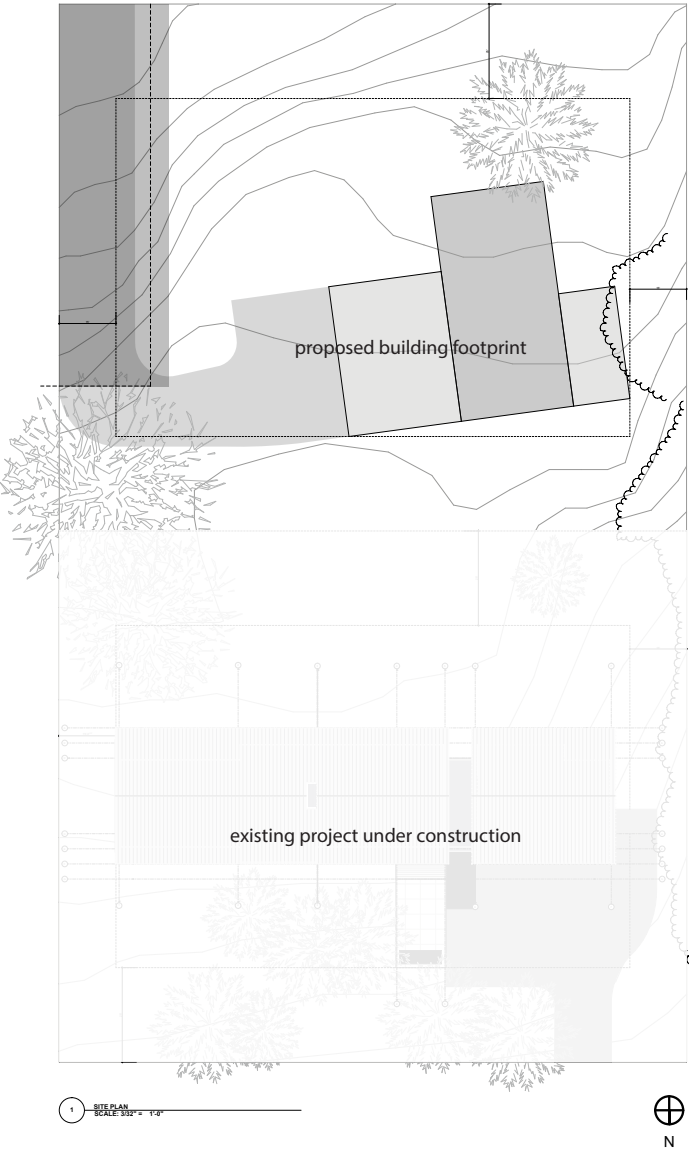 proposed building footprint
existing project under construction
1
SITE PLAN
SCALE: 3/32" = 1'-0"
N